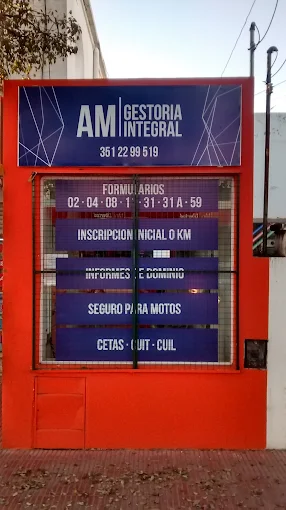 AM GESTORIA INTEGRAL
351 22 99 519
FORMULARIOS
02 - 04 - 08 - - 31 - 31 A - 59
INSCRIPCION INICIAL 0 KM
INFORMES DE DOMINIO
SEGURO PARA MOTOS
CETAS - CUIT - CUIL